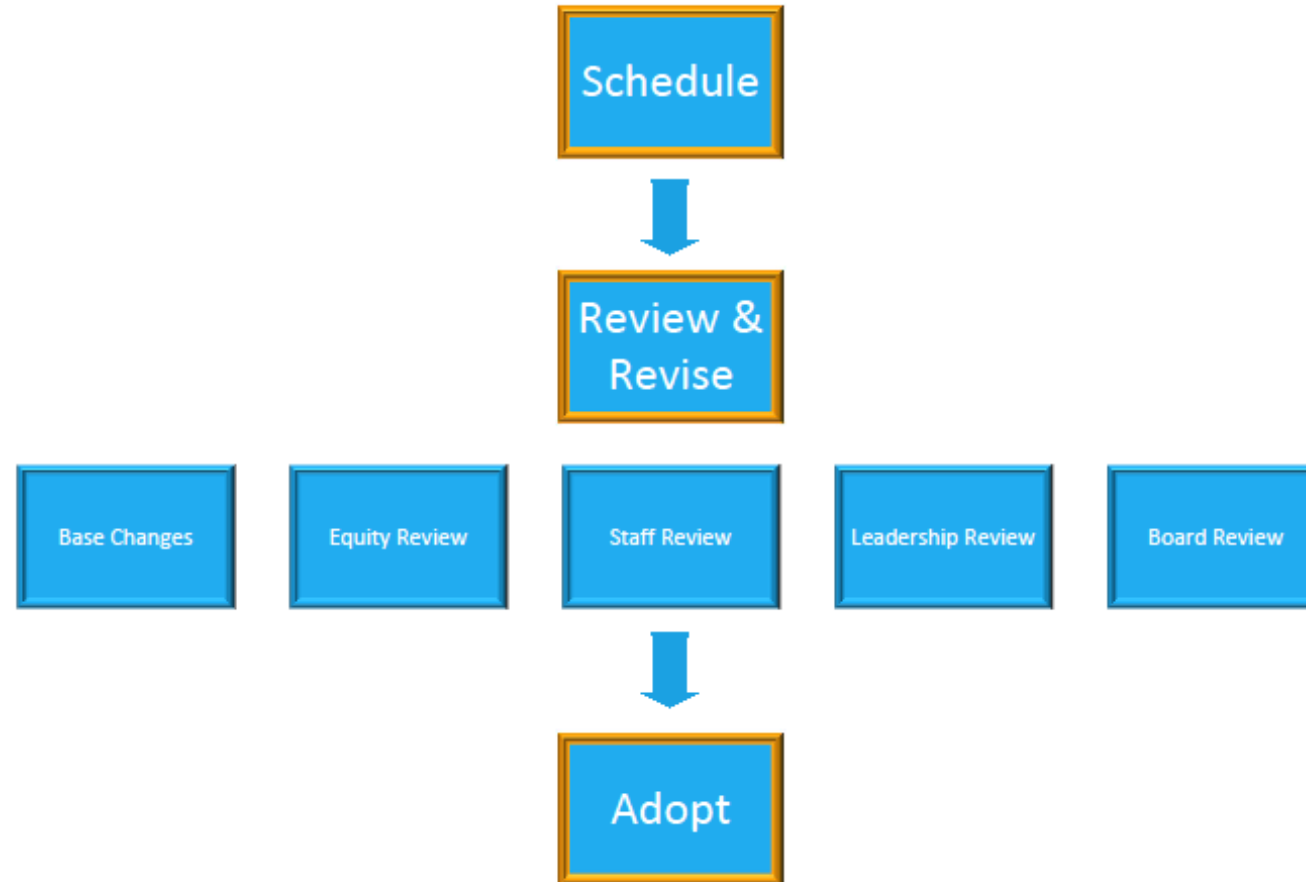 Schedule
Review &
Revise
Base Changes
Equity Review
Staff Review
Leadership Review
Board Review
Adopt